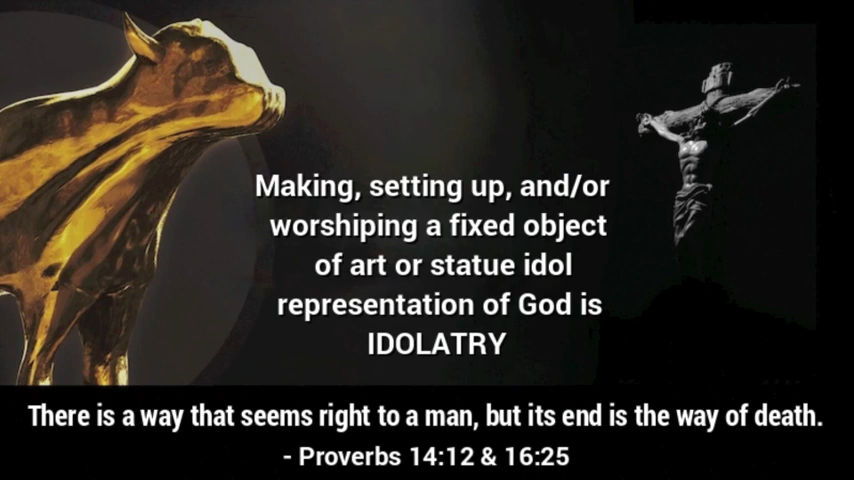 Making, setting up, and/or
worshiping a fixed object
of art or statue idol
representation of God is
IDOLATRY
There is a way that seems right to a man, but its end is the way of death.
- Proverbs 14:12 & 16:25